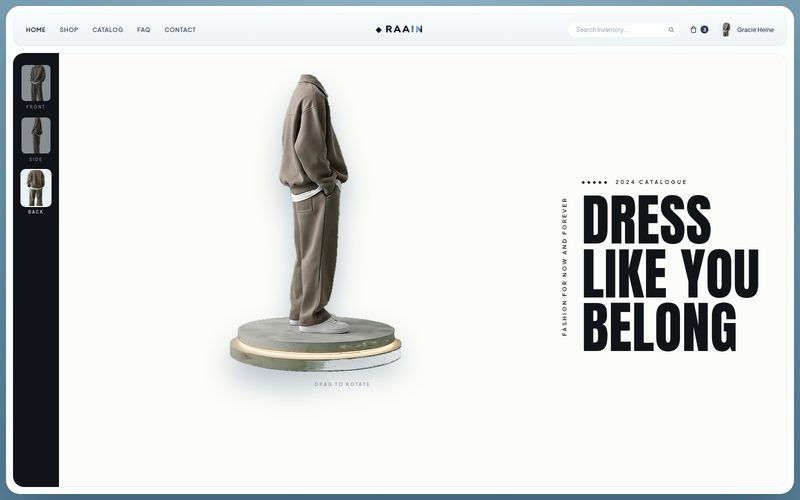 HOME SHOP CATALOG FAQ CONTACT
RAAIN
Search Inventory...
3
Gracie Heine
FRONT
SIDE
BACK
DRAG TO ROTATE
FASHION FOR NOW AND FOREVER
2024 CATALOGUE
DRESS
LIKE YOU
BELONG